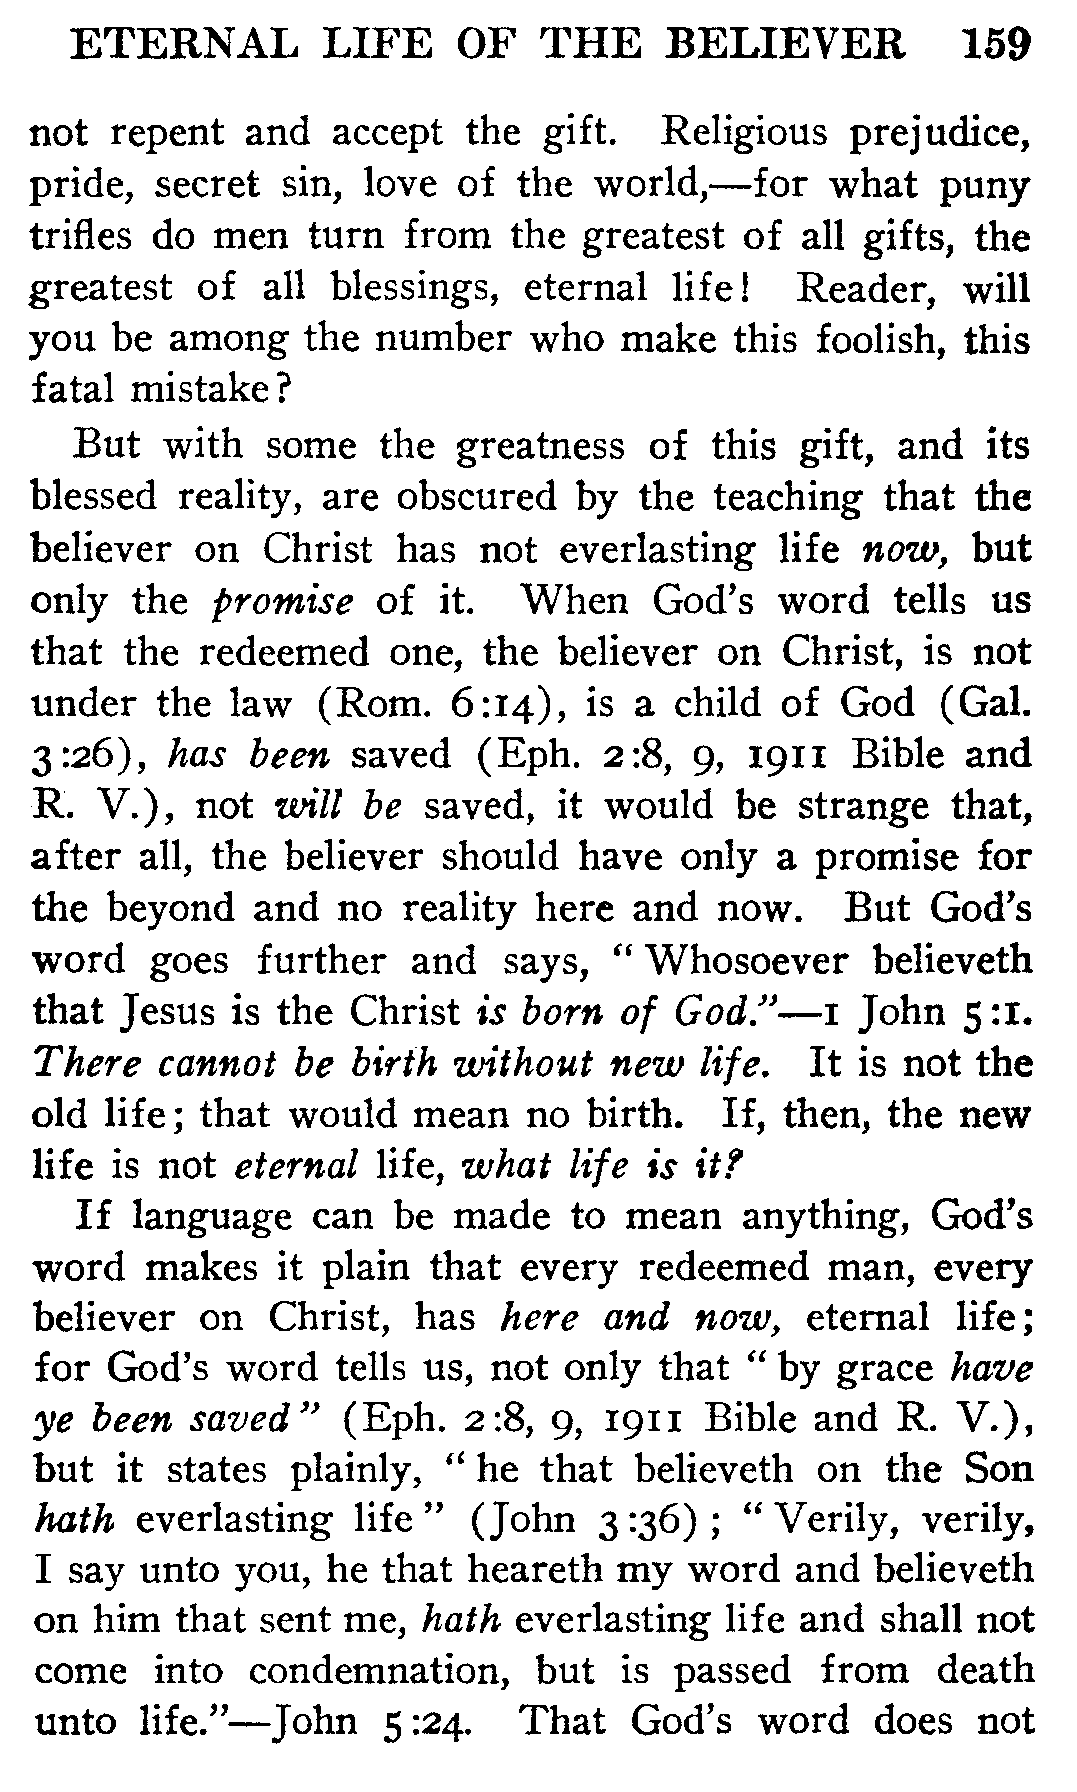 ETERNAL LIFE OF THE BELIEVER 159
not repent and accept the gift. Religious prejudice,
pride, secret sin, love of the world,—for what puny
trifles do men turn from the greatest of all gifts, the
greatest of all blessings, eternal life! Reader, will
you be among the number who make this foolish, this
fatal mistake?
But with some the greatness of this gift, and its
blessed reality, are obscured by the teaching that the
believer on Christ has not everlasting life now, but
only the promise of it. When God's word tells us
that the redeemed one, the believer on Christ, is not
under the law (Rom. 6:14), is a child of God (Gal.
3:26), has been saved (Eph. 2:8, 9, 1911 Bible and
R. V.), not will be saved, it would be strange that,
after all, the believer should have only a promise for
the beyond and no reality here and now. But God's
word goes further and says, "Whosoever believeth
that Jesus is the Christ is born of God."—1 John 5:1.
There cannot be birth without new life. It is not the
old life; that would mean no birth. If, then, the new
life is not eternal life, what life is it?
If language can be made to mean anything, God's
word makes it plain that every redeemed man, every
believer on Christ, has here and now, eternal life;
for God's word tells us, not only that "by grace have
ye been saved" (Eph. 2:8, 9, 1911 Bible and R. V.),
but it states plainly, "he that believeth on the Son
hath everlasting life" (John 3:36); "Verily, verily,
I say unto you, he that heareth my word and believeth
on him that sent me, hath everlasting life and shall not
come into condemnation, but is passed from death
unto life."—John 5:24. That God's word does not